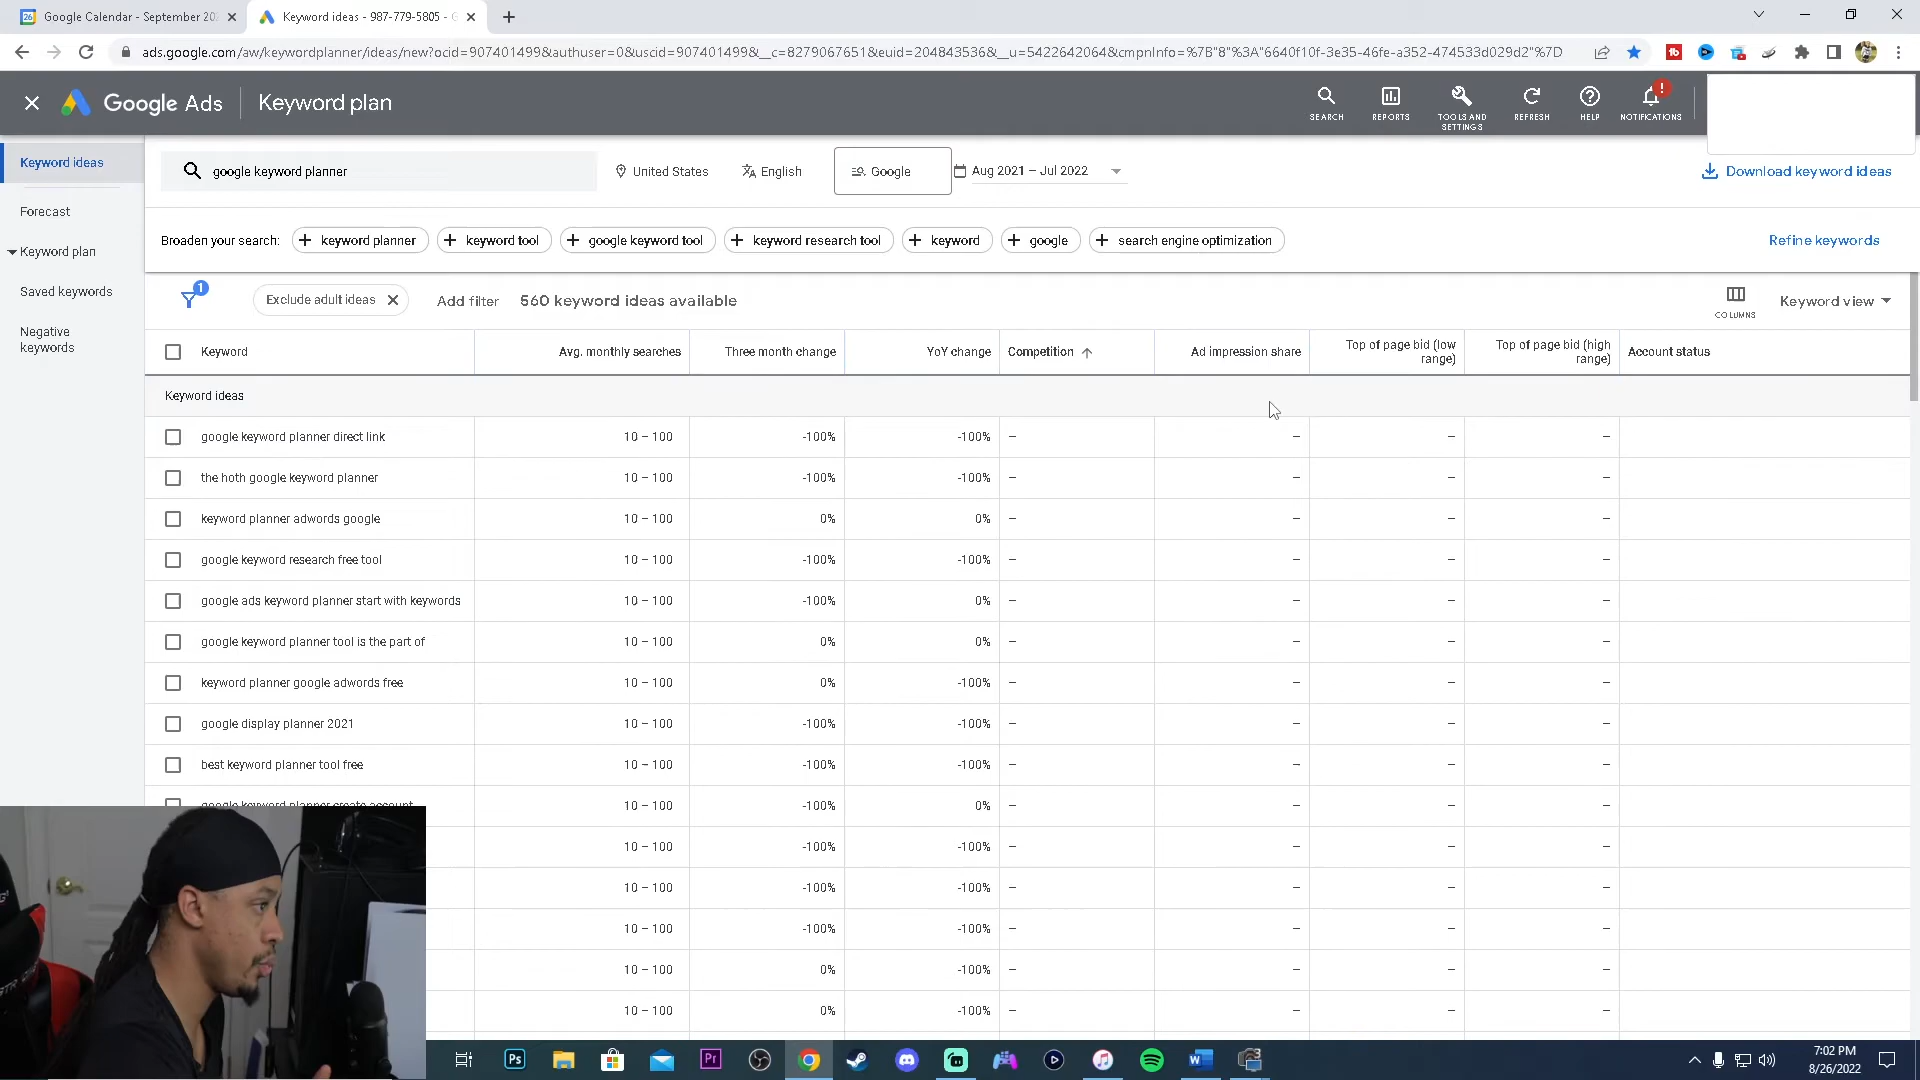 Google Calendar - September 202
Keyword ideas - 987-779-5805 - G
ads.google.com/aw/keywordplanner/ideas/new?ocid=907401499&authuser=0&uscid=907401499&__c=8279067651&euid=204843536&__u=5422642064&cmpnInfo=%7B"8"%3A"6640f10f-3e35-46fe-a352-474533d029d2"%7D
Google Ads
Keyword plan
SEARCH
REPORTS
TOOLS AND
SETTINGS
REFRESH
HELP
NOTIFICATIONS
Keyword ideas
Forecast
Keyword plan
Saved keywords
Negative
keywords
google keyword planner
United States
English
Google
Aug 2021 – Jul 2022
Download keyword ideas
Broaden your search:
keyword planner
keyword tool
google keyword tool
keyword research tool
keyword
google
search engine optimization
Refine keywords
1
Exclude adult ideas
Add filter
560 keyword ideas available
COLUMNS
Keyword view
Keyword Avg. monthly searches Three month change YoY change Competition Ad impression share Top of page bid (low range) Top of page bid (high range) Account status
Keyword ideas
google keyword planner direct link 10 – 100 -100% -100% – – – –
the hoth google keyword planner 10 – 100 -100% -100% – – – –
keyword planner adwords google 10 – 100 0% 0% – – – –
google keyword research free tool 10 – 100 -100% -100% – – – –
google ads keyword planner start with keywords 10 – 100 -100% 0% – – – –
google keyword planner tool is the part of 10 – 100 0% 0% – – – –
keyword planner google adwords free 10 – 100 0% -100% – – – –
google display planner 2021 10 – 100 -100% -100% – – – –
best keyword planner tool free 10 – 100 -100% -100% – – – –
google keyword planner create account 10 – 100 -100% 0% – – – –
10 – 100 -100% -100% – – – –
10 – 100 -100% -100% – – – –
10 – 100 -100% -100% – – – –
10 – 100 0% -100% – – – –
10 – 100 0% -100% – – – –
7:02 PM
8/26/2022